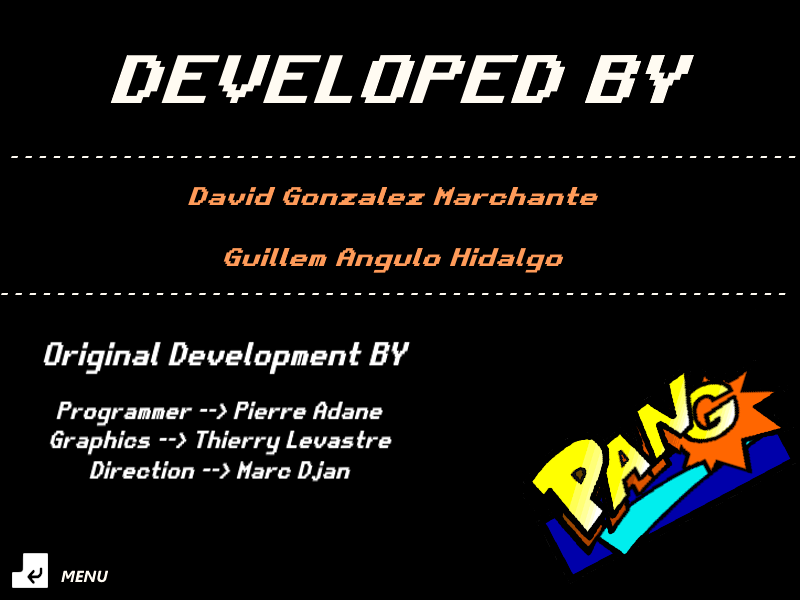 DEVELOPED BY
David Gonzalez Marchante
Guillem Angulo Hidalgo
Original Development BY
Programmer --> Pierre Adane
Graphics --> Thierry Levastre
Direction --> Marc Djan
PANG
MENU